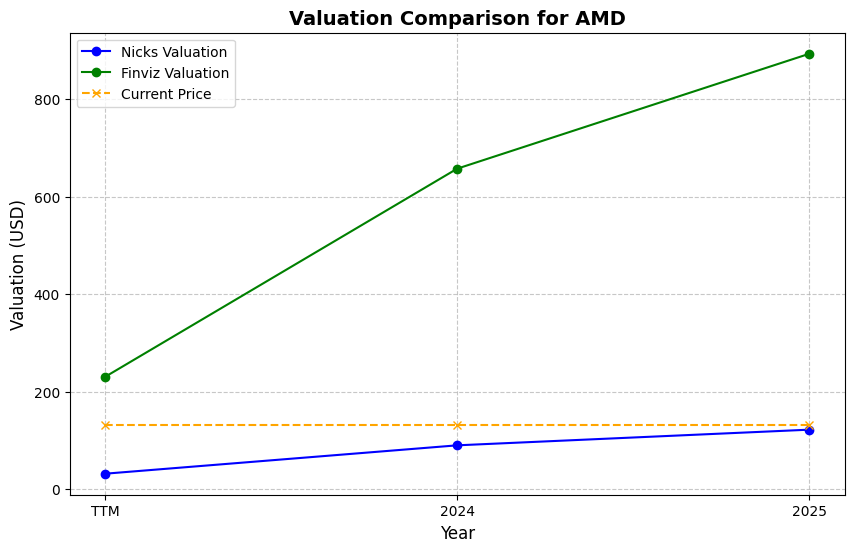 Valuation Comparison for AMD
Nicks Valuation
Finviz Valuation
Current Price
Valuation (USD)
800
600
400
200
0
TTM 2024 2025
Year